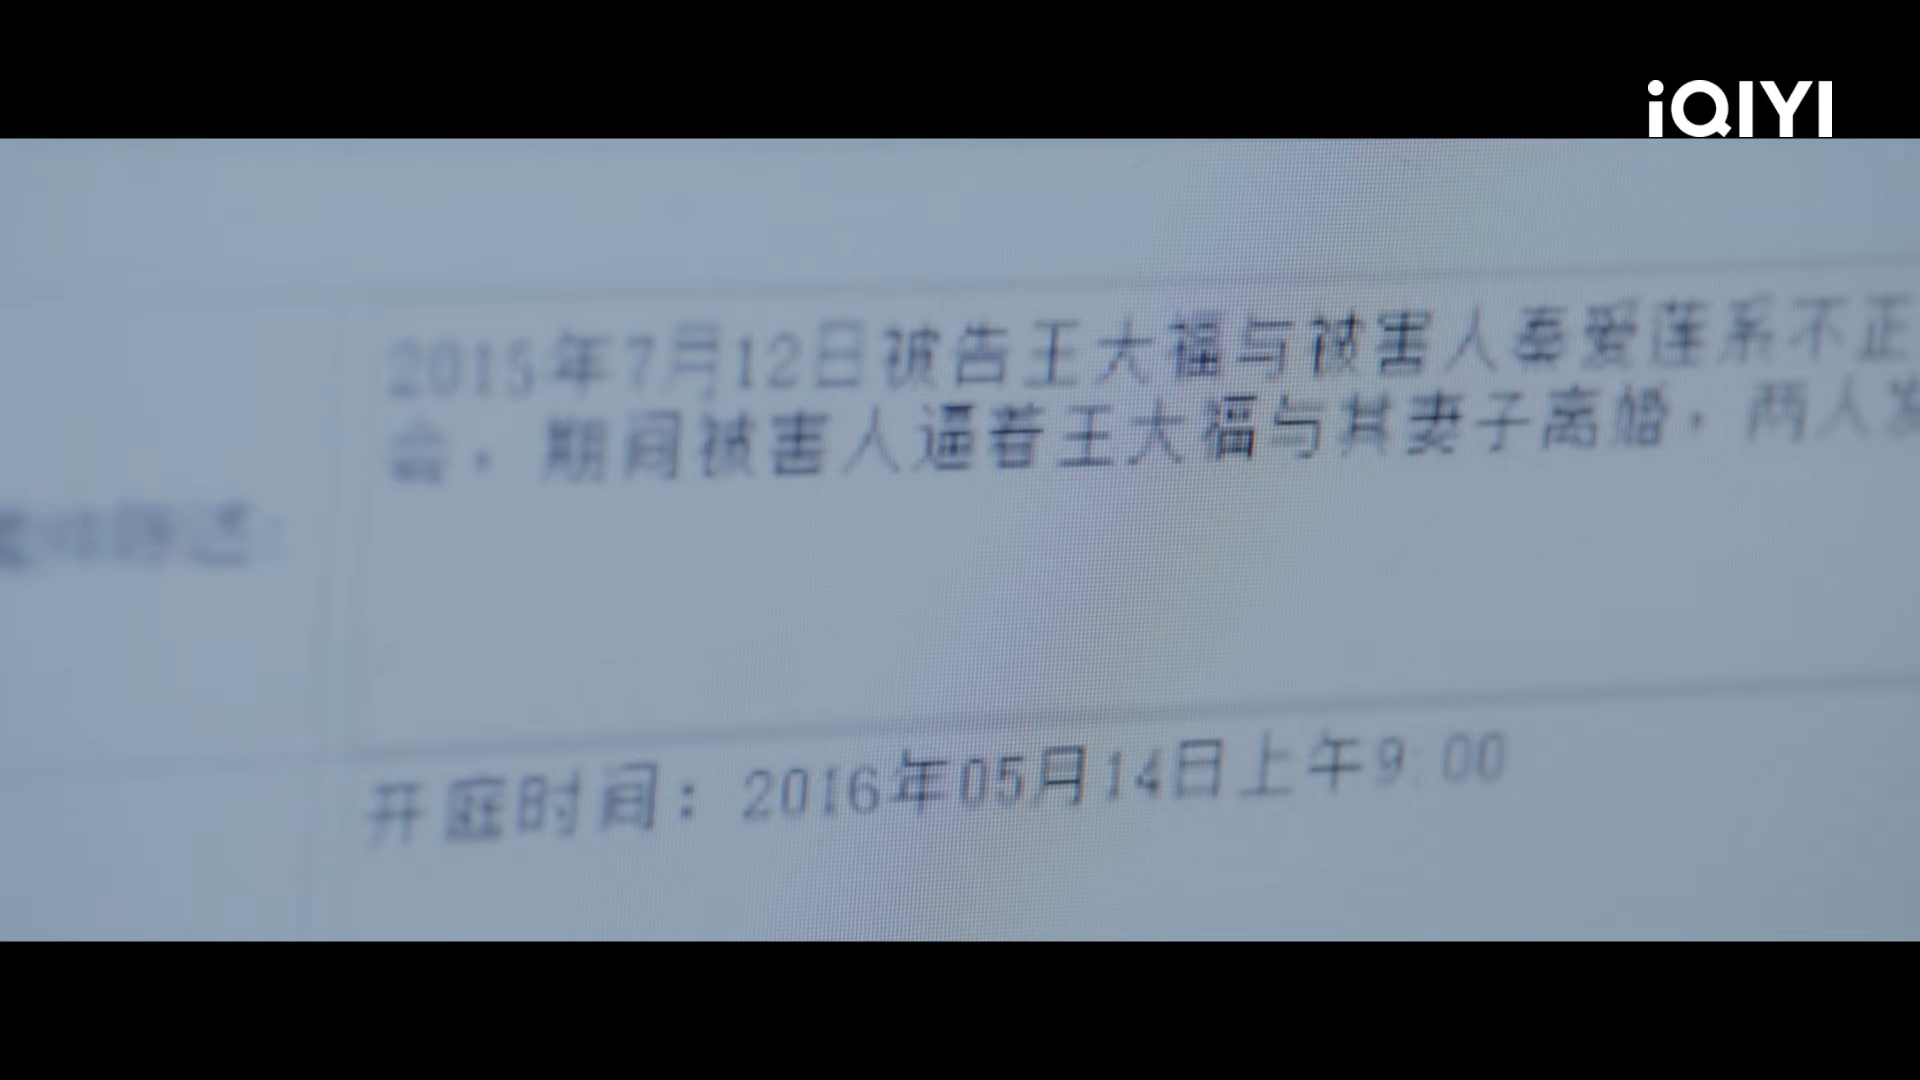 iQIYI
2015年7月12日被告王大福与被害人秦爱莲系不正
会，期间被害人逼着王大福与其妻子离婚，两人发
开庭时间：2016年05月14日上午9:00